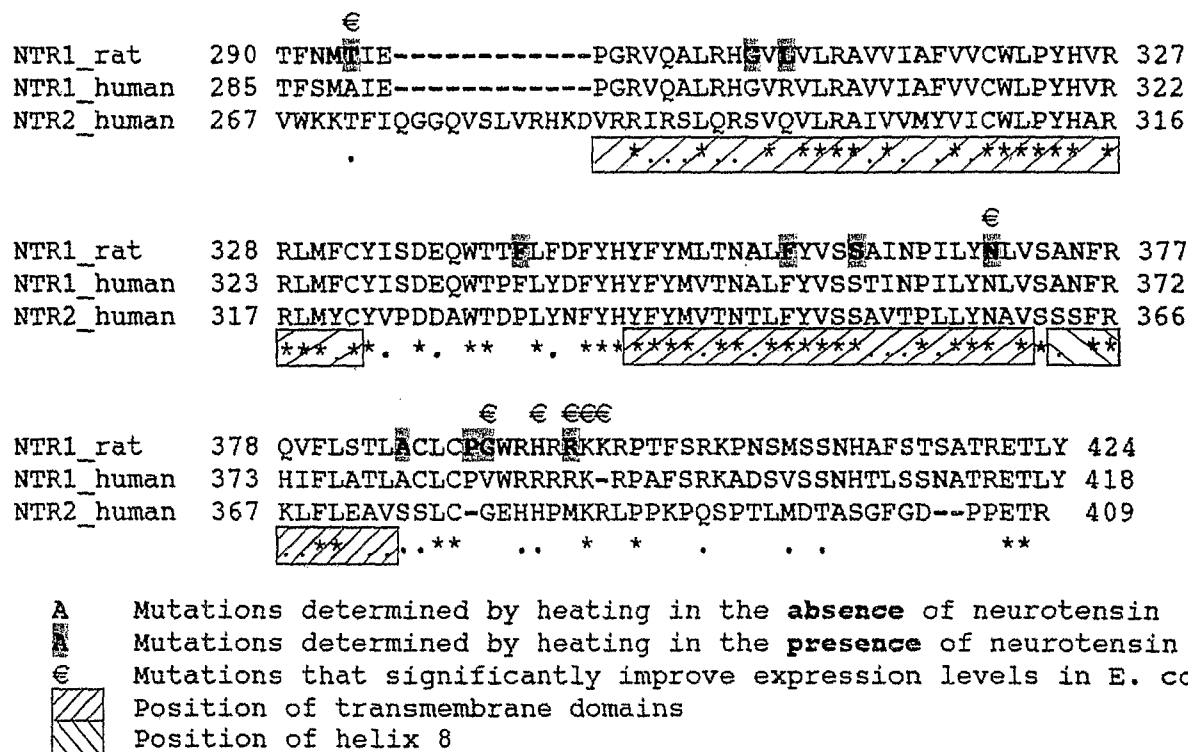 €
NTR1_rat 290 TFNMTIE------------PGRVQALRHGVLVLRAVVIAFVVCWLPYHVR 327
NTR1_human 285 TFSMAIE------------PGRVQALRHGVRVLRAVVIAFVVCWLPYHVR 322
NTR2_human 267 VWKKTFIQGGQVSLVRHKDVRRIRSLQRSVQVLRAIVVMYVICWLPYHAR 316
. *...*..* *.****.*. .*.****** *
€
NTR1_rat 328 RLMFCYISDEQWTTFLFDFYHYFYMLTNALFYVSSAINPILYNLVSANFR 377
NTR1_human 323 RLMFCYISDEQWTPFLYDFYHYFYMVTNALFYVSSTINPILYNLVSANFR 372
NTR2_human 317 RLMYCYVPDDAWTDPLYNFYHYFYMVTNTLFYVSSAVTPLLYNAVSSSFR 366
***.**. *. ** *. *******.**.******...*.*** **..**
€ € €€€
NTR1_rat 378 QVFLSTLACLCPGWRHRRKKRPTFSRKPNSMSSNHAFSTSATRETLY 424
NTR1_human 373 HIFLATLACLCPVWRRRRK-RPAFSRKADSVSSNHTLSSNATRETLY 418
NTR2_human 367 KLFLEAVSSLC-GEHHPMKRLPPKPQSPTLMDTASGFGD--PPETR 409
..** ....** .. * * . . . **
A Mutations determined by heating in the absence of neurotensin
A Mutations determined by heating in the presence of neurotensin
€ Mutations that significantly improve expression levels in E. co
Position of transmembrane domains
Position of helix 8